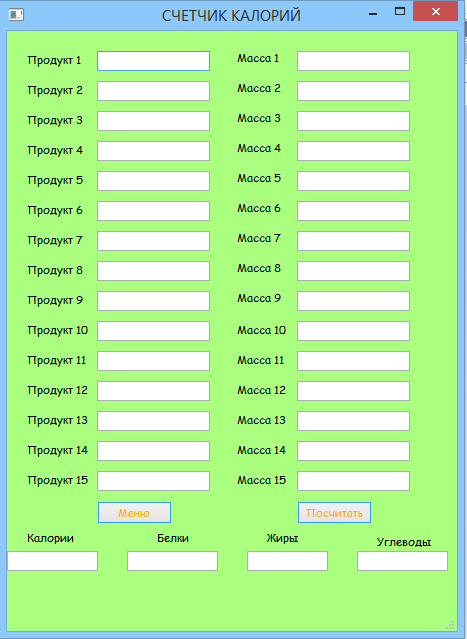 СЧЕТЧИК КАЛОРИЙ
Продукт 1 Масса 1
Продукт 2 Масса 2
Продукт 3 Масса 3
Продукт 4 Масса 4
Продукт 5 Масса 5
Продукт 6 Масса 6
Продукт 7 Масса 7
Продукт 8 Масса 8
Продукт 9 Масса 9
Продукт 10 Масса 10
Продукт 11 Масса 11
Продукт 12 Масса 12
Продукт 13 Масса 13
Продукт 14 Масса 14
Продукт 15 Масса 15
Меню Посчитать
Калории Белки Жиры Углеводы